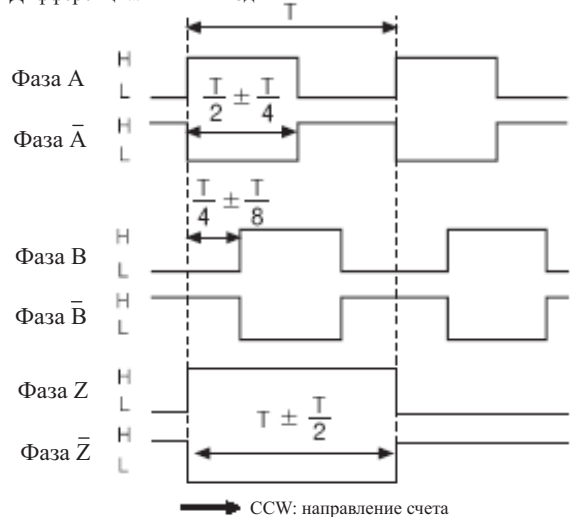 T
H
Фаза A
L
T/2 ± T/4
H
Фаза A̅
L
T/4 ± T/8
H
Фаза B
L
H
Фаза B̅
L
H
Фаза Z
L
T ± T/2
H
Фаза Z̅
L
CCW: направление счета